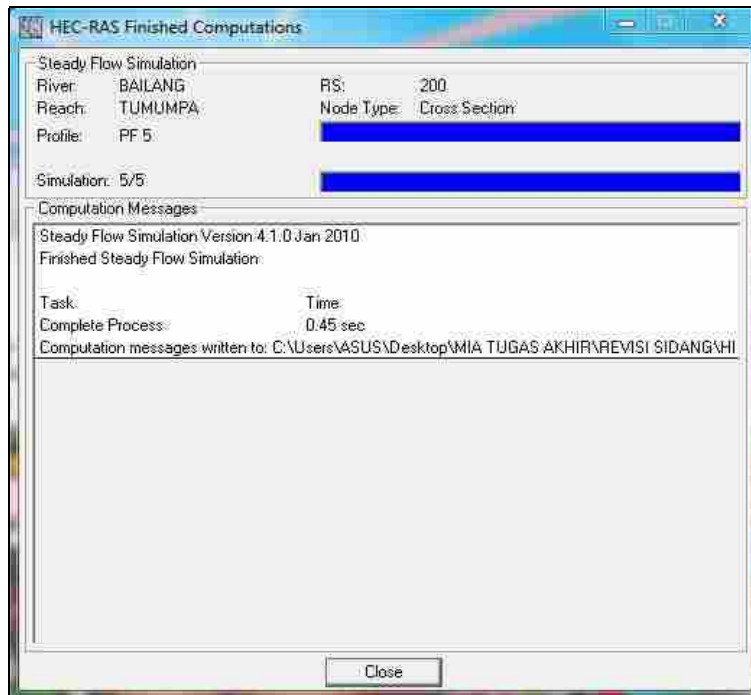 HEC-RAS Finished Computations
Steady Flow Simulation
River: BAILANG RS: 200
Reach: TUMUMPA Node Type: Cross Section
Profile: PF 5
Simulation: 5/5
Computation Messages
Steady Flow Simulation Version 4.1.0 Jan 2010
Finished Steady Flow Simulation
Task Time
Complete Process 0.45 sec
Computation messages written to: C:\Users\ASUS\Desktop\MIA TUGAS AKHIR\REVISI SIDANG\HI
Close